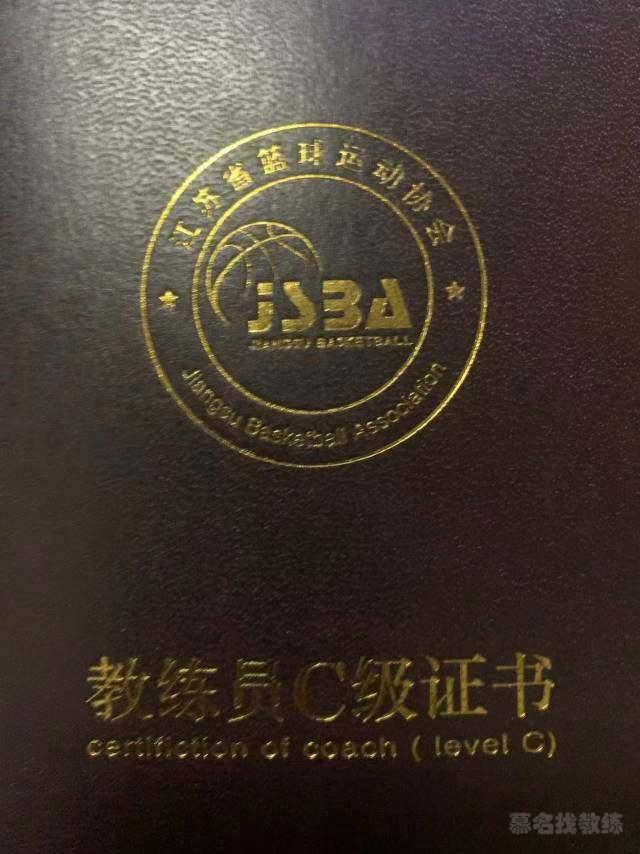 江苏省篮球运动协会
JSBA
JIANGSU BASKETBALL
Jiangsu Basketball Association
教练员C级证书
certifiction of coach ( level C)
慕名找教练